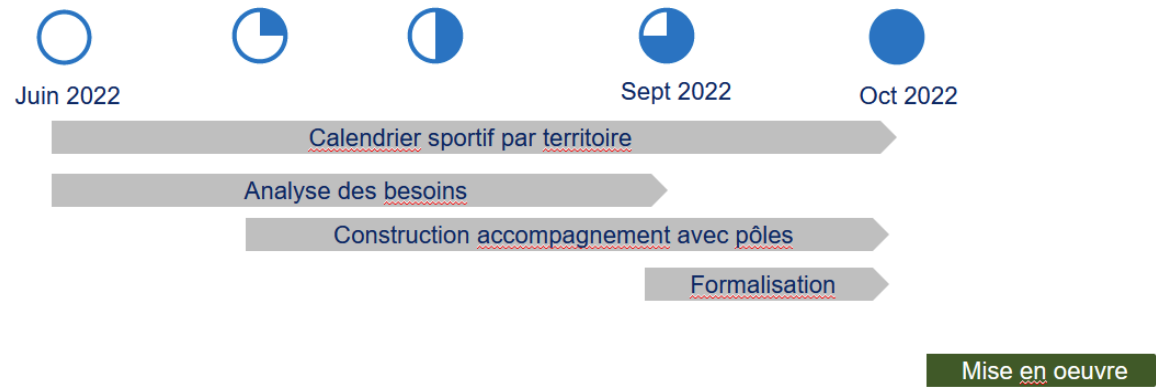 Juin 2022
Sept 2022
Oct 2022
Calendrier sportif par territoire
Analyse des besoins
Construction accompagnement avec pôles
Formalisation
Mise en oeuvre